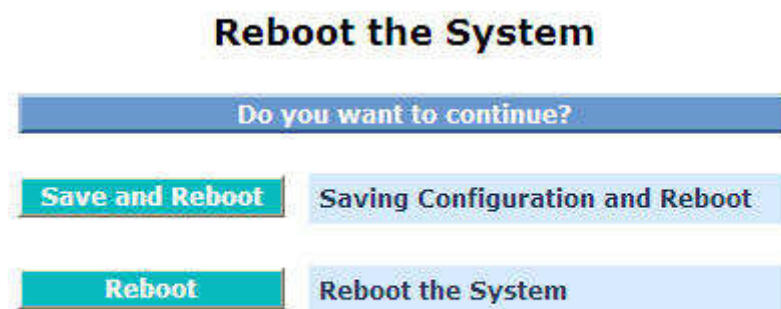 Reboot the System
Do you want to continue?
Save and Reboot Saving Configuration and Reboot
Reboot Reboot the System